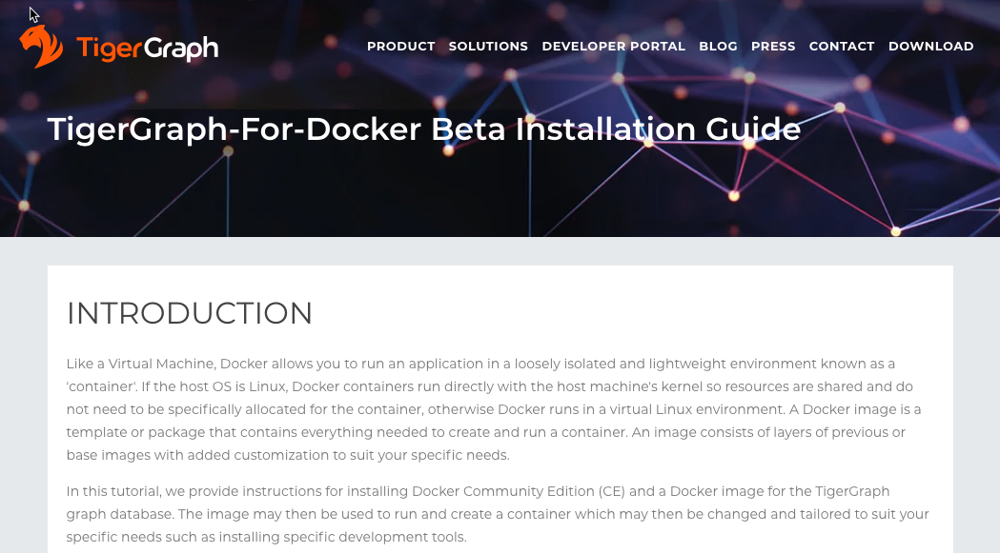 TigerGraph
PRODUCT SOLUTIONS DEVELOPER PORTAL BLOG PRESS CONTACT DOWNLOAD
TigerGraph-For-Docker Beta Installation Guide
INTRODUCTION
Like a Virtual Machine, Docker allows you to run an application in a loosely isolated and lightweight environment known as a
'container'. If the host OS is Linux, Docker containers run directly with the host machine's kernel so resources are shared and do
not need to be specifically allocated for the container, otherwise Docker runs in a virtual Linux environment. A Docker image is a
template or package that contains everything needed to create and run a container. An image consists of layers of previous or
base images with added customization to suit your specific needs.
In this tutorial, we provide instructions for installing Docker Community Edition (CE) and a Docker image for the TigerGraph
graph database. The image may then be used to run and create a container which may then be changed and tailored to suit your
specific needs such as installing specific development tools.